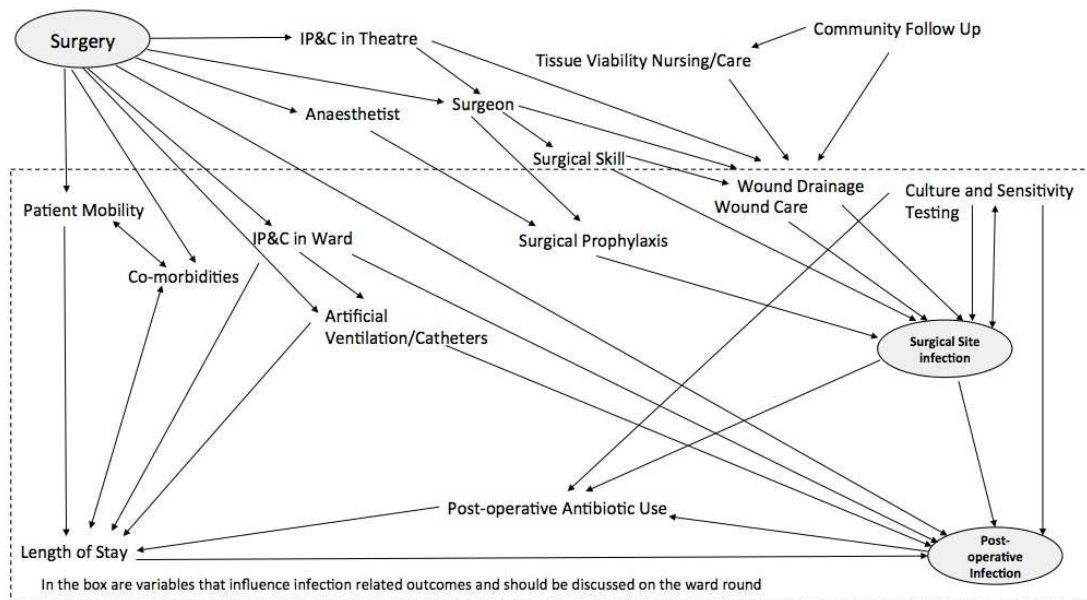 Surgery
IP&C in Theatre
Community Follow Up
Tissue Viability Nursing/Care
Surgeon
Anaesthetist
Surgical Skill
Wound Drainage
Wound Care
Culture and Sensitivity
Testing
Patient Mobility
IP&C in Ward
Surgical Prophylaxis
Co-morbidities
Artificial
Ventilation/Catheters
Surgical Site
infection
Post-operative Antibiotic Use
Length of Stay
Post-
operative
Infection
In the box are variables that influence infection related outcomes and should be discussed on the ward round